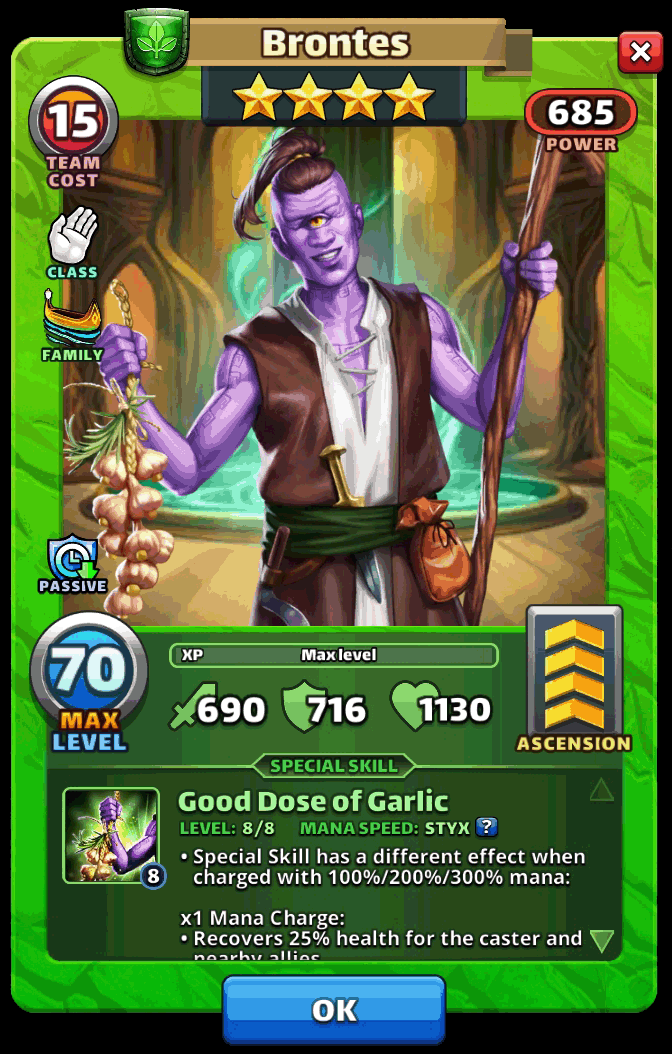 Brontes
15
TEAM
COST
685
POWER
CLASS
FAMILY
PASSIVE
70
MAX
LEVEL
XP Max level
690 716 1130
ASCENSION
SPECIAL SKILL
Good Dose of Garlic
LEVEL: 8/8 MANA SPEED: STYX ?
8
• Special Skill has a different effect when
charged with 100%/200%/300% mana:
x1 Mana Charge:
• Recovers 25% health for the caster and
nearby allies
OK